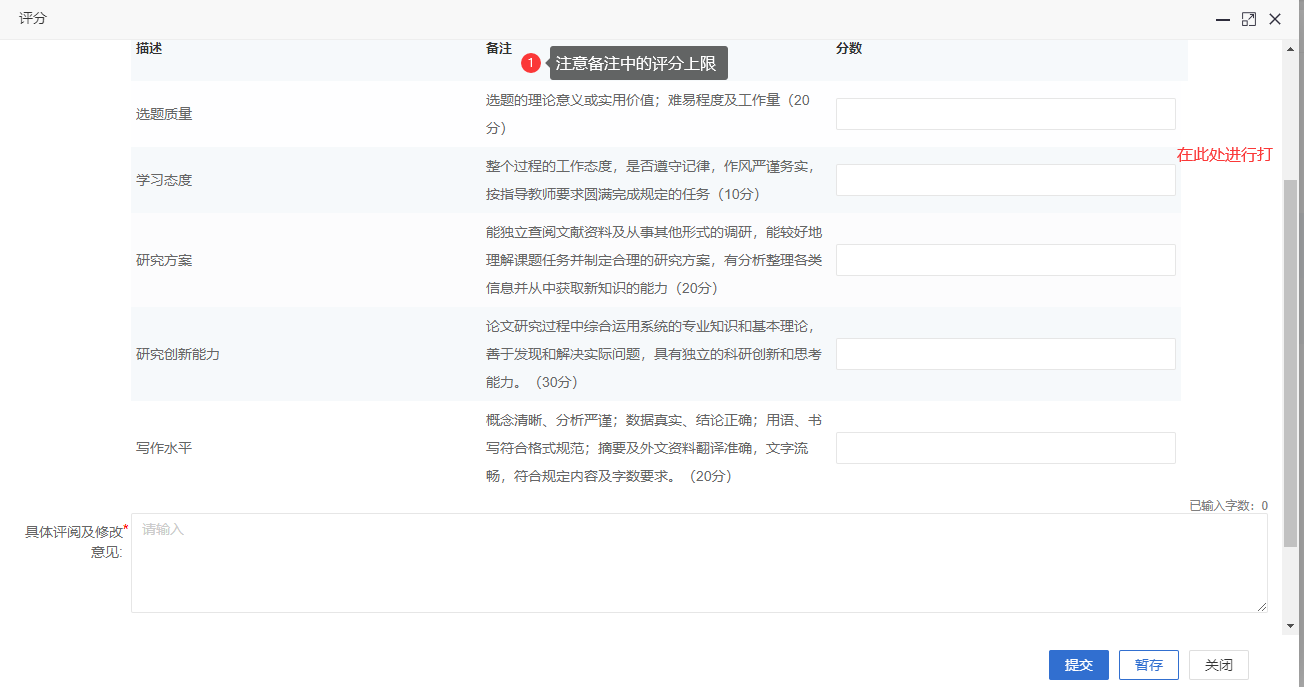 评分
描述 备注 分数
1 注意备注中的评分上限
选题质量
选题的理论意义或实用价值；难易程度及工作量（20
分）
在此处进行打
学习态度
整个过程的工作态度，是否遵守记律，作风严谨务实，
按指导教师要求圆满完成规定的任务（10分）
研究方案
能独立查阅文献资料及从事其他形式的调研，能较好地
理解课题任务并制定合理的研究方案，有分析整理各类
信息并从中获取新知识的能力（20分）
研究创新能力
论文研究过程中综合运用系统的专业知识和基本理论，
善于发现和解决实际问题，具有独立的科研创新和思考
能力。（30分）
写作水平
概念清晰、分析严谨；数据真实、结论正确；用语、书
写符合格式规范；摘要及外文资料翻译准确，文字流
畅，符合规定内容及字数要求。（20分）
已输入字数：0
具体评阅及修改*
意见:
请输入
提交 暂存 关闭